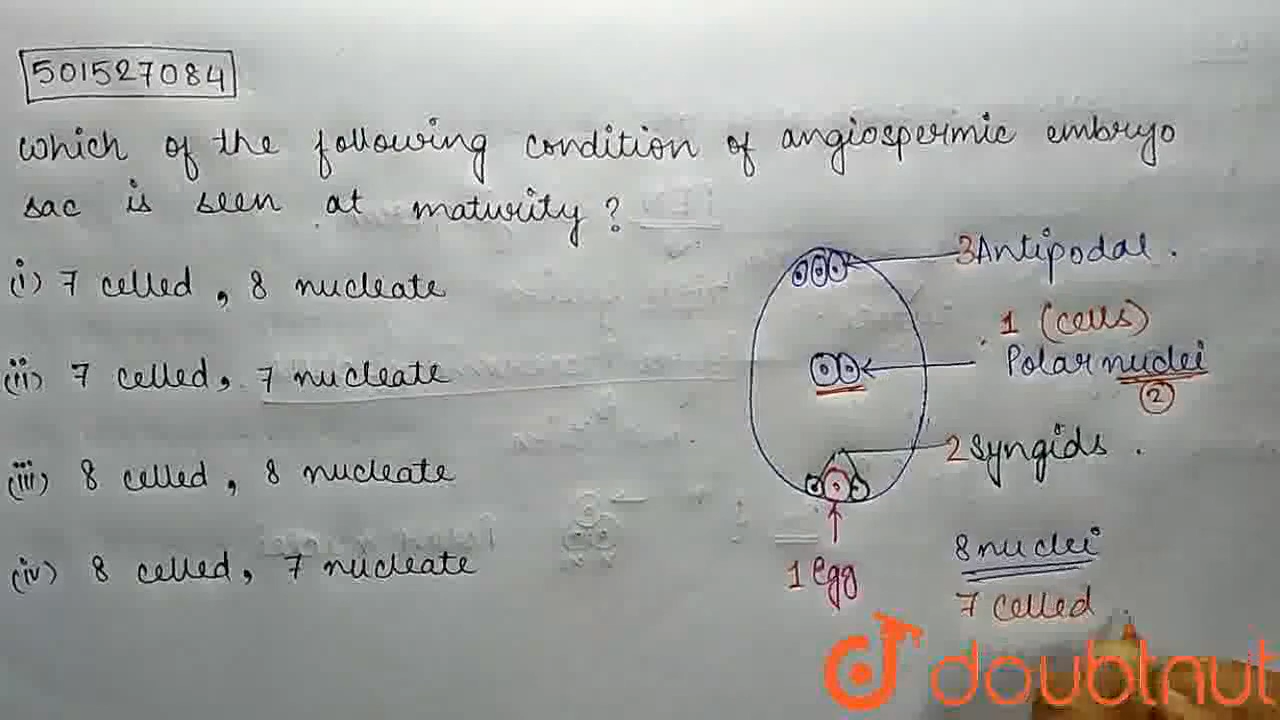 501527084
which of the following condition of angiospermic embryo
sac is seen at maturity?
(i) 7 celled, 8 nucleate
(ii) 7 celled, 7 nucleate
(iii) 8 celled, 8 nucleate
(iv) 8 celled, 7 nucleate
3 Antipodal.
1 (cells)
Polar nuclei
2
2 Syngids.
1 Egg
8 nuclei
7 celled
doubtnut